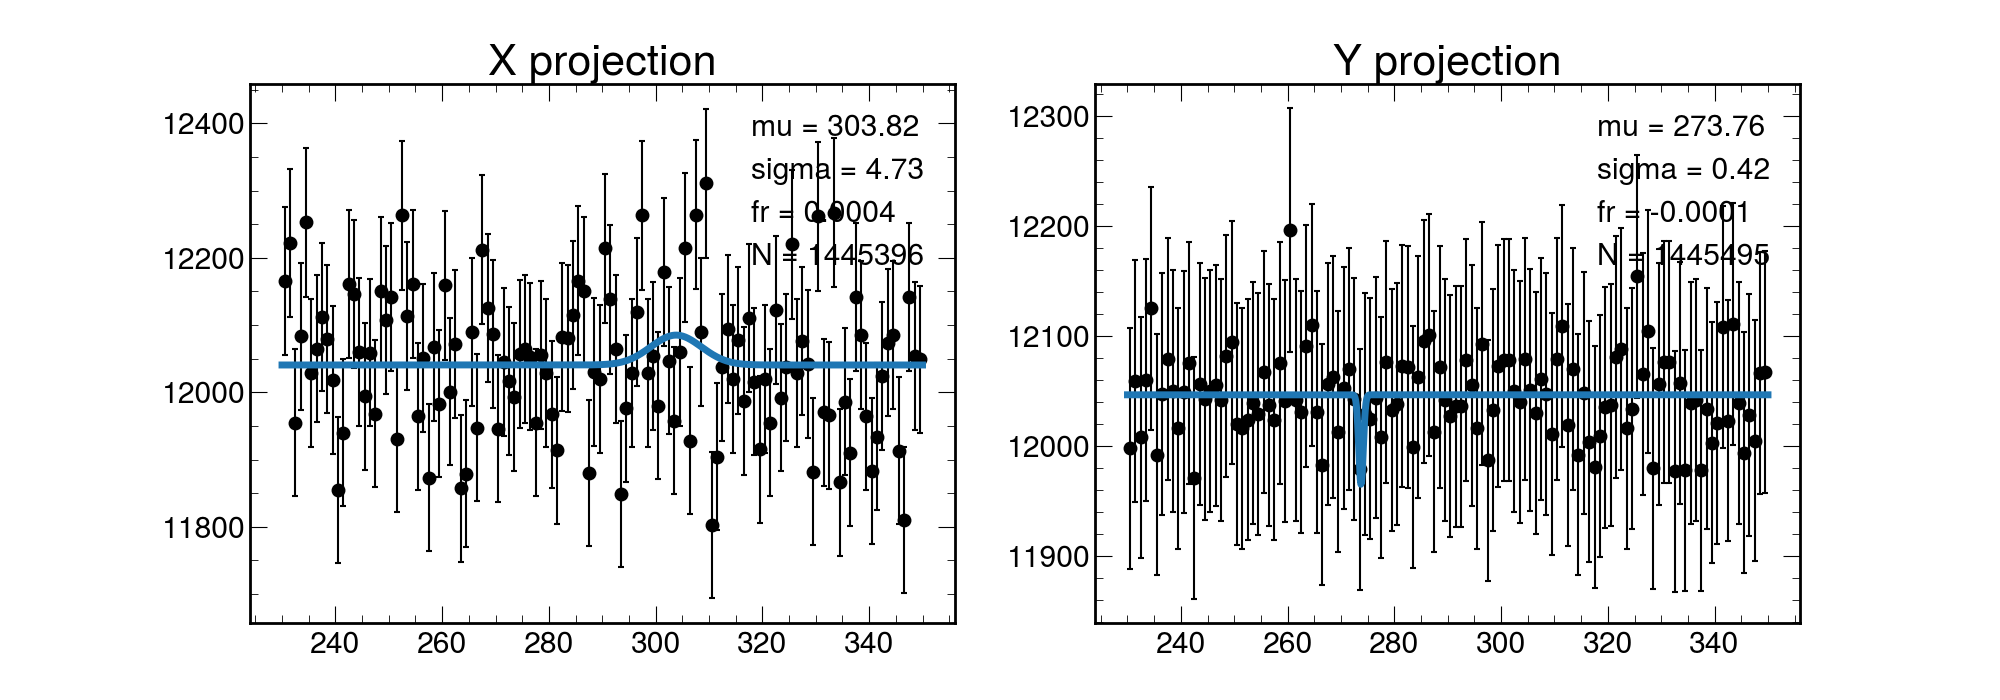 X projection
12400
12200
12000
11800
mu = 303.82
sigma = 4.73
fr = 0.0004
N = 1445396
240 260 280 300 320 340
Y projection
12300
12200
12100
12000
11900
mu = 273.76
sigma = 0.42
fr = -0.0001
N = 1445495
240 260 280 300 320 340